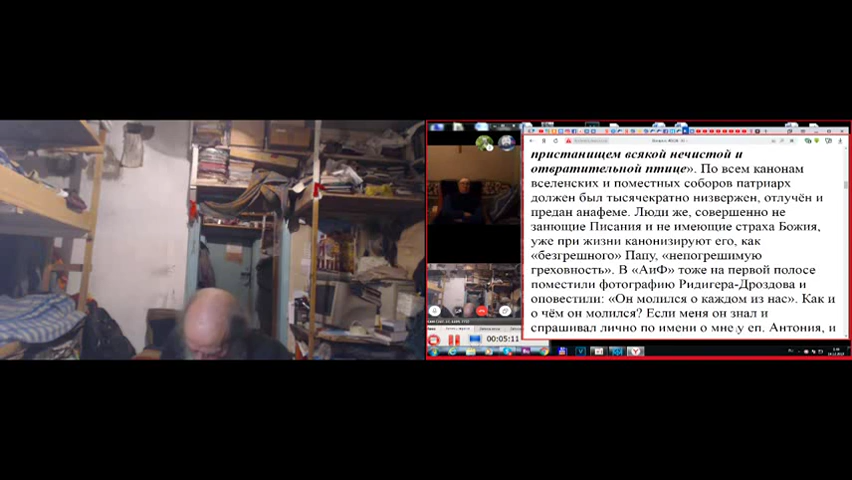 пристанищем всякой нечистой и
отвратительной птице». По всем канонам
вселенских и поместных соборов патриарх
должен был тысячекратно низвержен, отлучён и
предан анафеме. Люди же, совершенно не
заюющие Писания и не имеющие страха Божия,
уже при жизни канонизируют его, как
«безгрешного» Папу, «непогрешимую
греховность». В «АиФ» тоже на первой полосе
поместили фотографию Ридигера-Дроздова и
оповестили: «Он молился о каждом из нас». Как и
о чём он молился? Если меня он знал и
спрашивал лично по имени о мне у еп. Антония, и
00:05:11